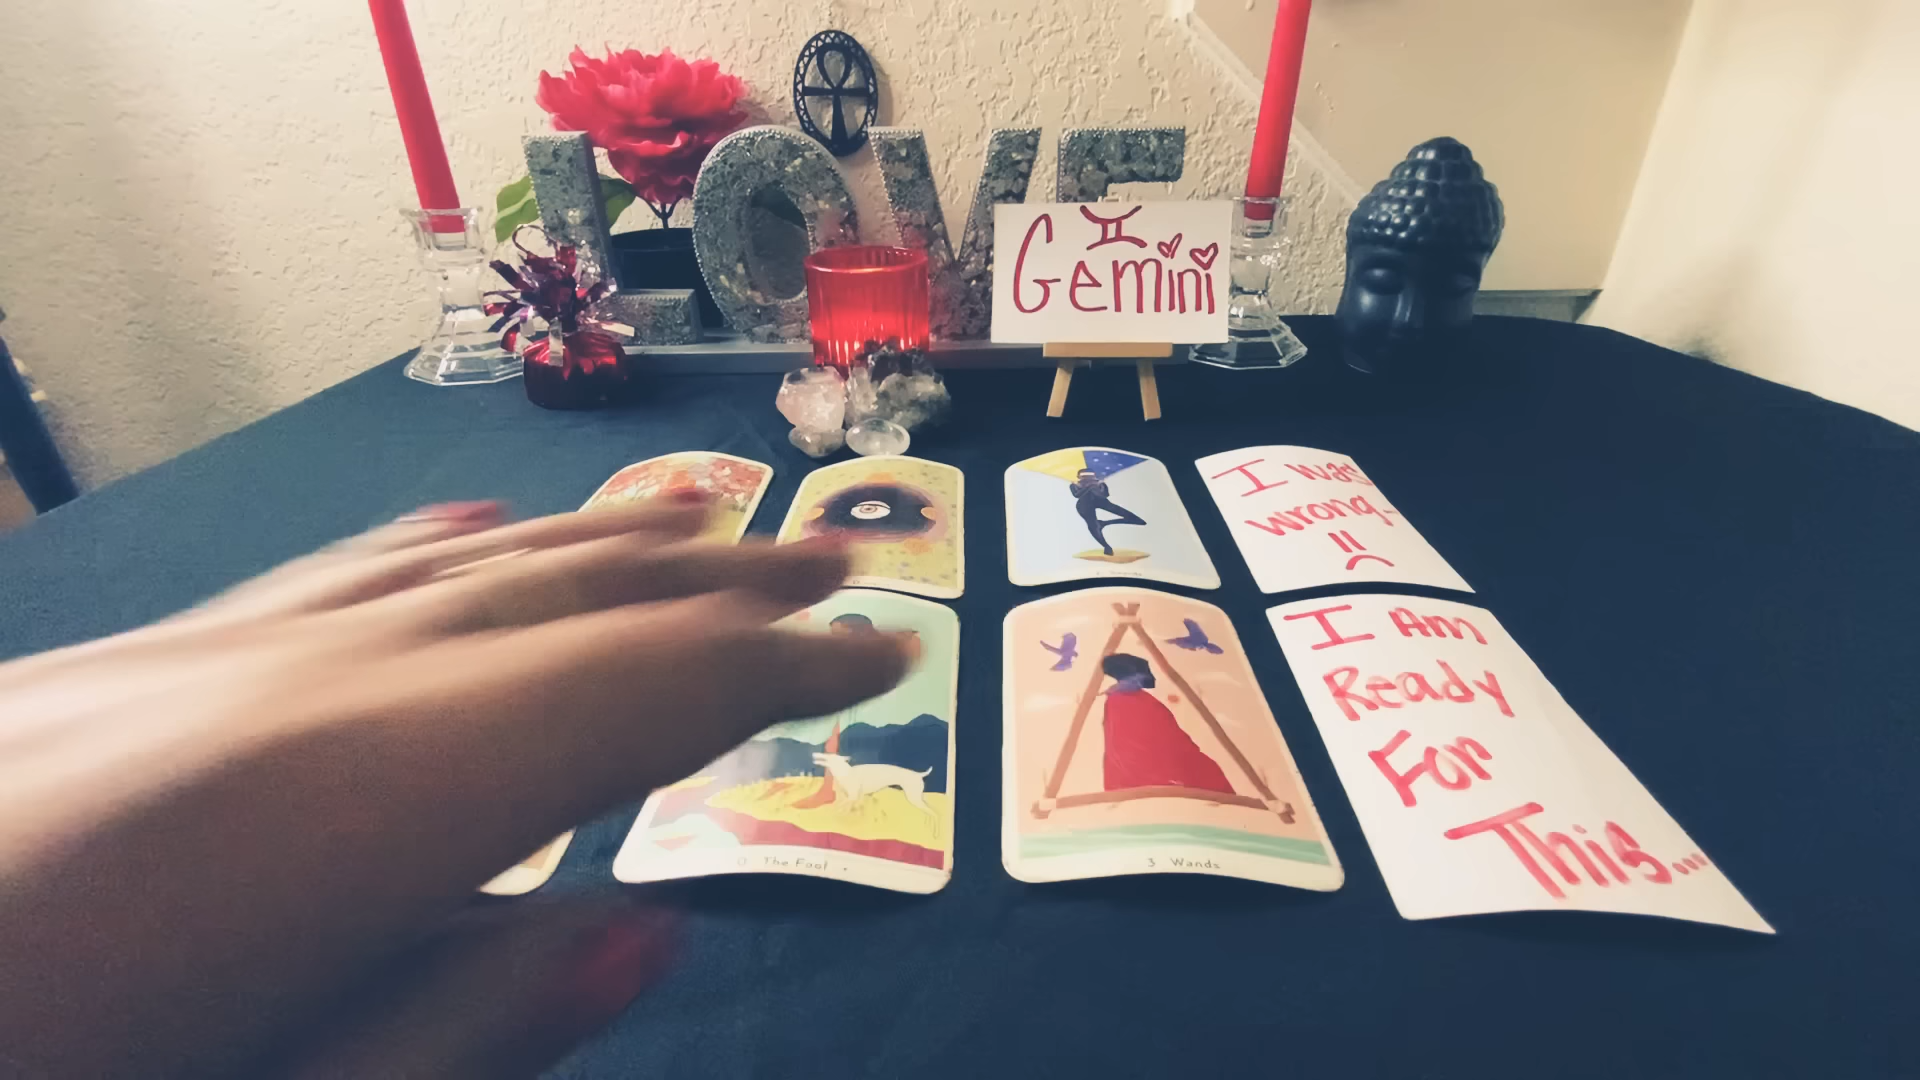 LOVE
Gemini
I was
wrong-
I Am
Ready
For
This...
0 The Fool
3 Wands